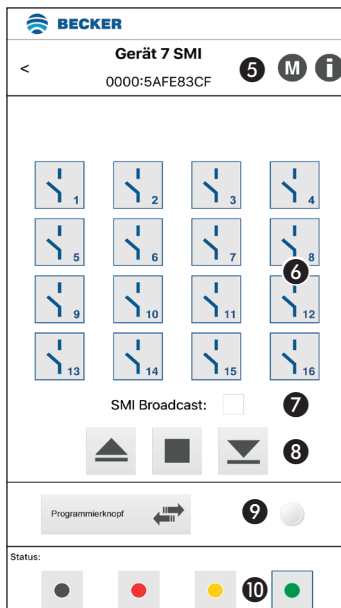 BECKER
Gerät 7 SMI
<
0000:5AFE83CF
5 M i
1 2 3 4
5 6 7 8
6
9 10 11 12
13 14 15 16
SMI Broadcast: 7
8
Programmierknopf 9
Status:
10